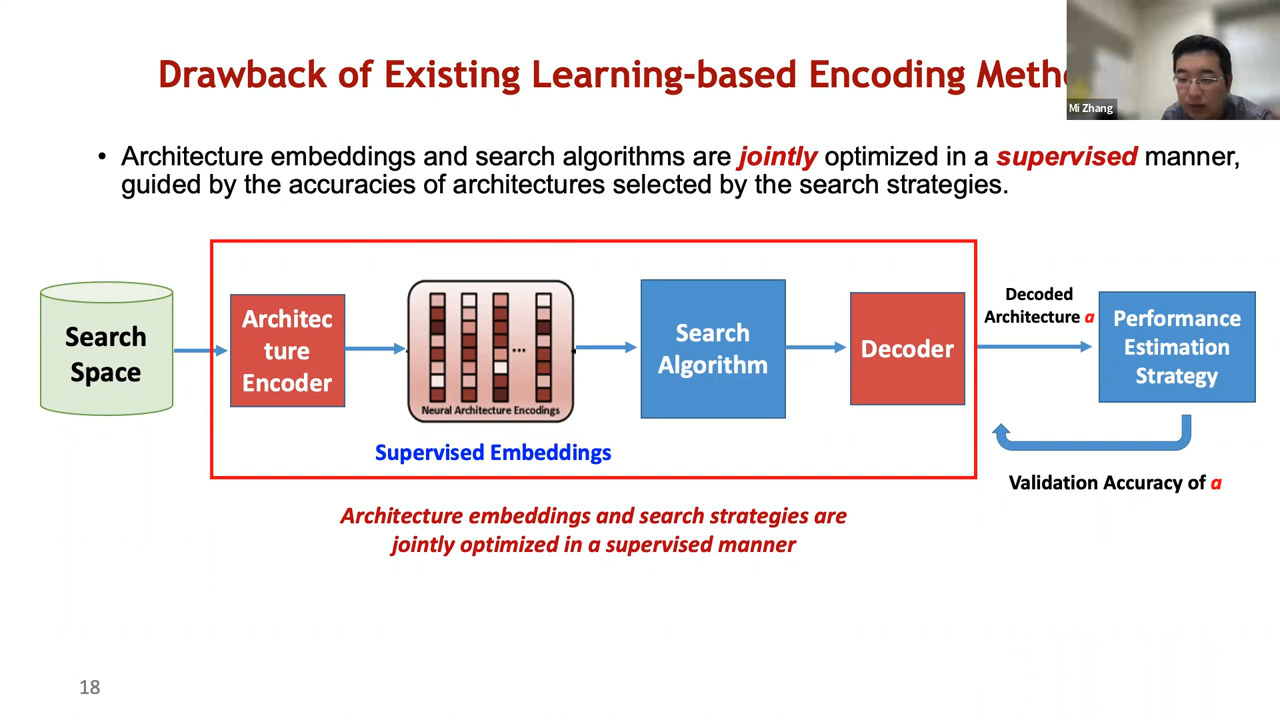 Drawback of Existing Learning-based Encoding
Mi Zhang
• Architecture embeddings and search algorithms are jointly optimized in a supervised manner,
guided by the accuracies of architectures selected by the search strategies.
Search
Space
Architec
ture
Encoder
Neural Architecture Encodings
...
Supervised Embeddings
Search
Algorithm
Decoder
Decoded
Architecture a
Performance
Estimation
Strategy
Validation Accuracy of a
Architecture embeddings and search strategies are
jointly optimized in a supervised manner
18